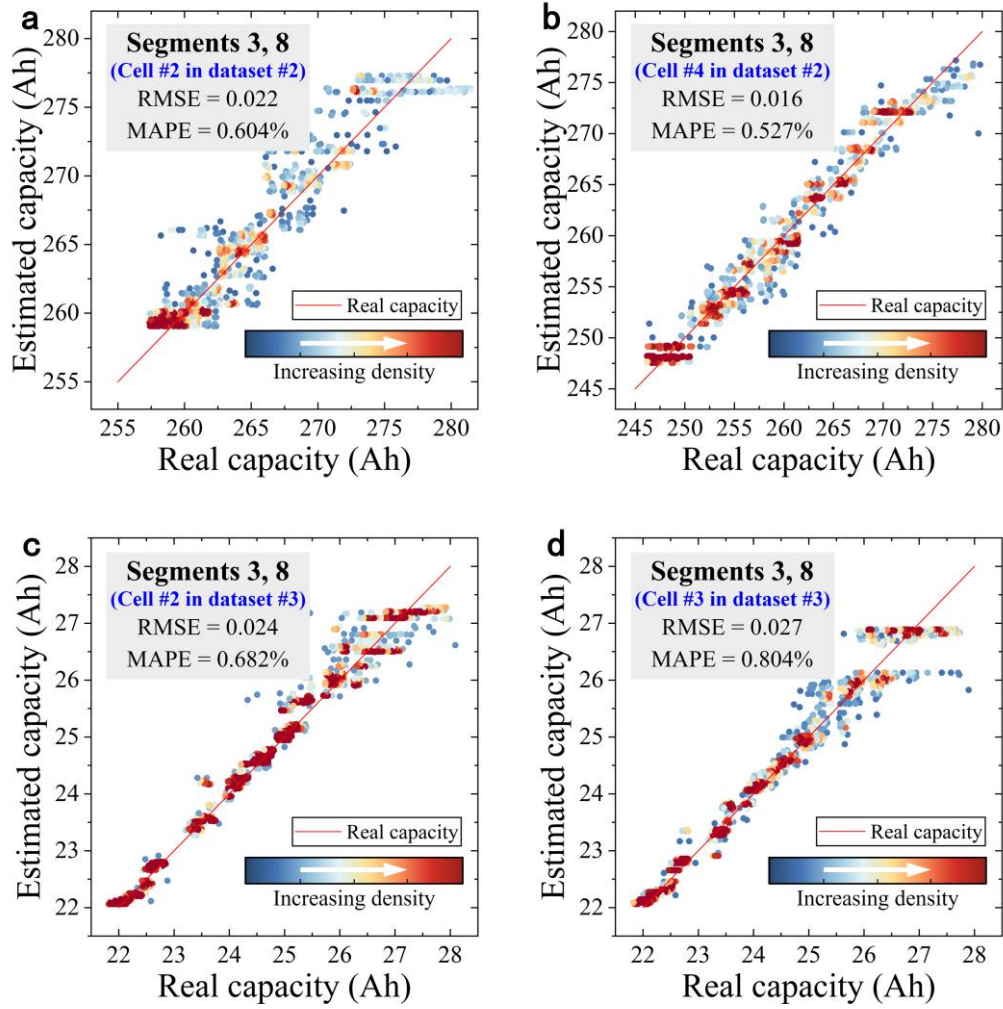 a
Segments 3, 8
(Cell #2 in dataset #2)
RMSE = 0.022
MAPE = 0.604%
Real capacity
Increasing density
280
275
270
265
260
255
Estimated capacity (Ah)
255 260 265 270 275 280
Real capacity (Ah)
b
Segments 3, 8
(Cell #4 in dataset #2)
RMSE = 0.016
MAPE = 0.527%
Real capacity
Increasing density
280
275
270
265
260
255
250
245
Estimated capacity (Ah)
245 250 255 260 265 270 275 280
Real capacity (Ah)
c
Segments 3, 8
(Cell #2 in dataset #3)
RMSE = 0.024
MAPE = 0.682%
Real capacity
Increasing density
28
27
26
25
24
23
22
Estimated capacity (Ah)
22 23 24 25 26 27 28
Real capacity (Ah)
d
Segments 3, 8
(Cell #3 in dataset #3)
RMSE = 0.027
MAPE = 0.804%
Real capacity
Increasing density
28
27
26
25
24
23
22
Estimated capacity (Ah)
22 23 24 25 26 27 28
Real capacity (Ah)